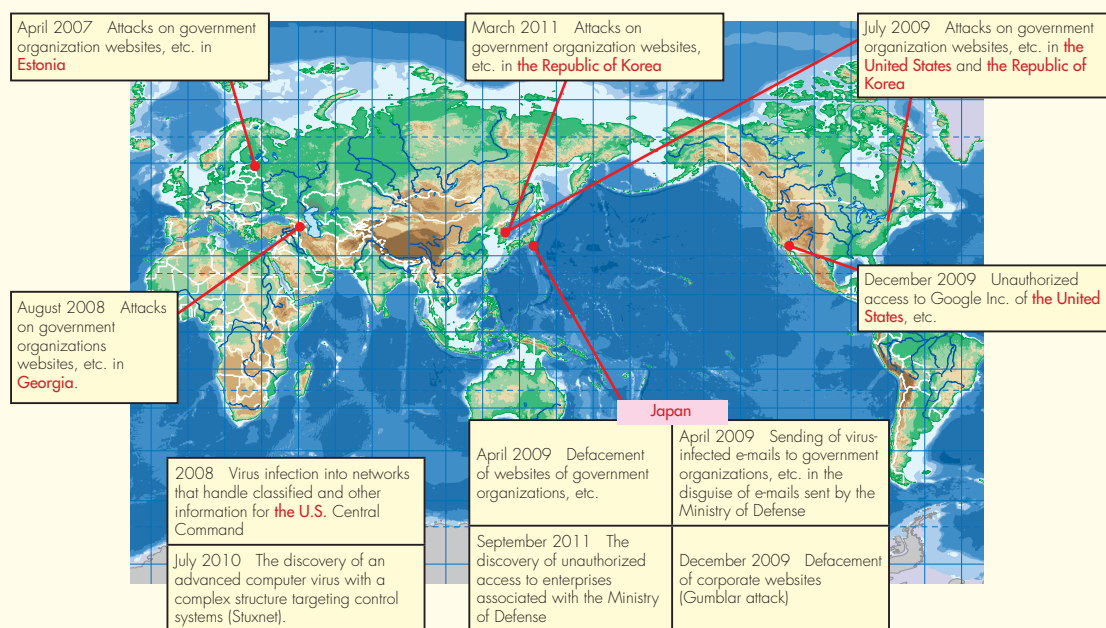 April 2007 Attacks on government
organization websites, etc. in
Estonia
March 2011 Attacks on
government organization websites,
etc. in the Republic of Korea
July 2009 Attacks on government
organization websites, etc. in the
United States and the Republic of
Korea
August 2008 Attacks
on government
organizations
websites, etc. in
Georgia.
December 2009 Unauthorized
access to Google Inc. of the United
States, etc.
2008 Virus infection into networks
that handle classified and other
information for the U.S. Central
Command
July 2010 The discovery of an
advanced computer virus with a
complex structure targeting control
systems (Stuxnet).
Japan
April 2009 Defacement
of websites of government
organizations, etc.
April 2009 Sending of virus-
infected e-mails to government
organizations, etc. in the
disguise of e-mails sent by the
Ministry of Defense
September 2011 The
discovery of unauthorized
access to enterprises
associated with the Ministry
of Defense
December 2009 Defacement
of corporate websites
(Gumblar attack)